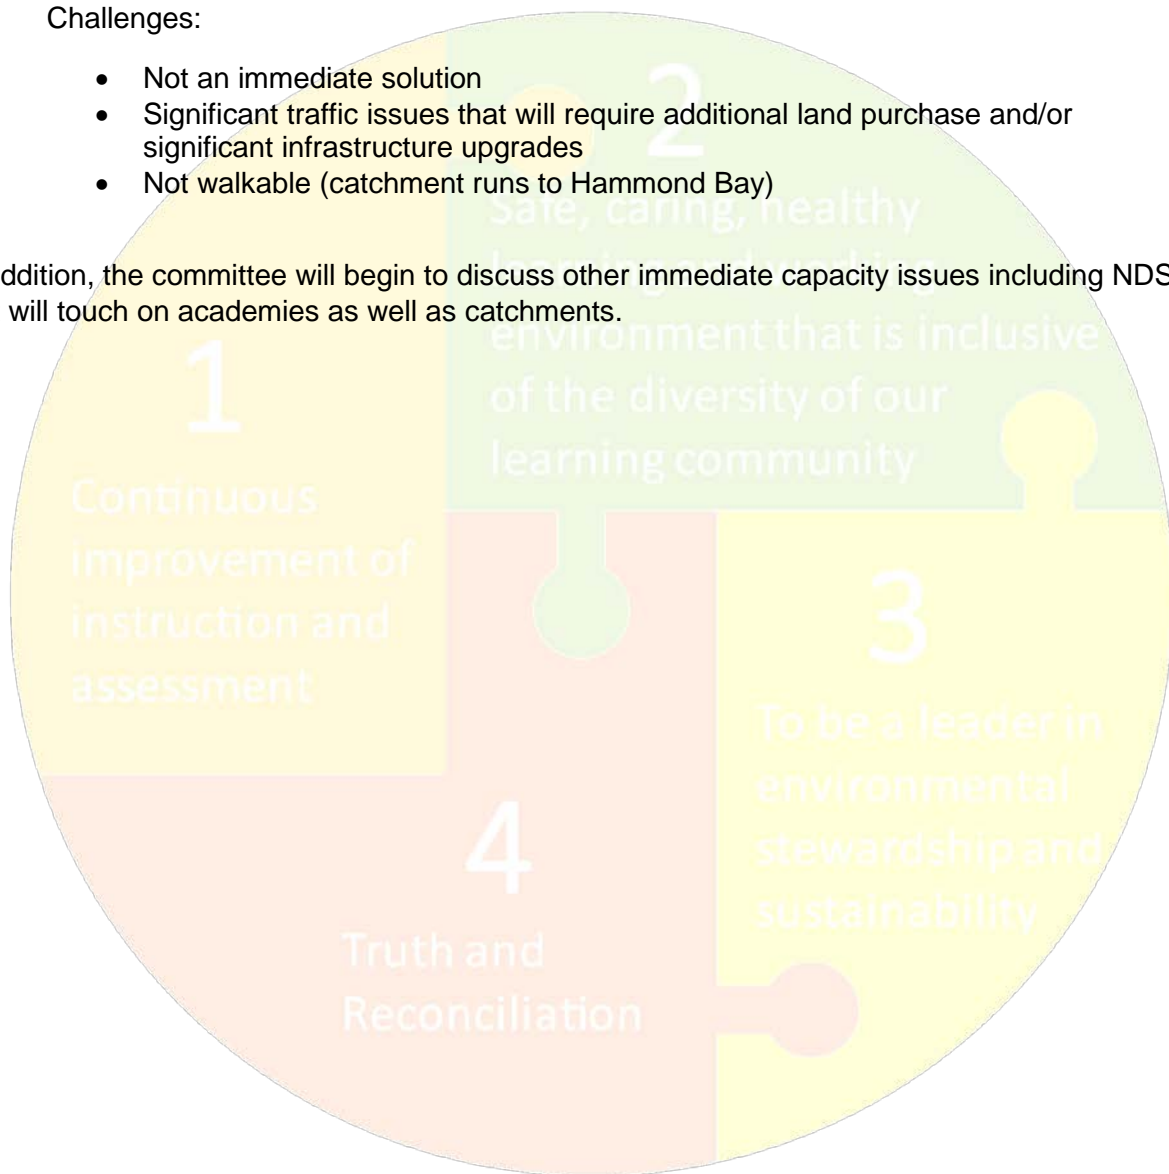 Challenges:
• Not an immediate solution
• Significant traffic issues that will require additional land purchase and/or
significant infrastructure upgrades
• Not walkable (catchment runs to Hammond Bay)
ddition, the committee will begin to discuss other immediate capacity issues including NDS
will touch on academies as well as catchments.
1
Continuous
improvement of
instruction and
assessment
2
Safe, caring, healthy
learning and working
environment that is inclusive
of the diversity of our
learning community
3
To be a leader in
environmental
stewardship and
sustainability
4
Truth and
Reconciliation